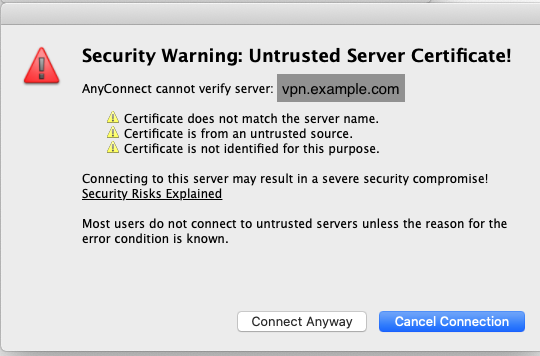 Security Warning: Untrusted Server Certificate!
AnyConnect cannot verify server: vpn.example.com
Certificate does not match the server name.
Certificate is from an untrusted source.
Certificate is not identified for this purpose.
Connecting to this server may result in a severe security compromise!
Security Risks Explained
Most users do not connect to untrusted servers unless the reason for the
error condition is known.
Connect Anyway
Cancel Connection